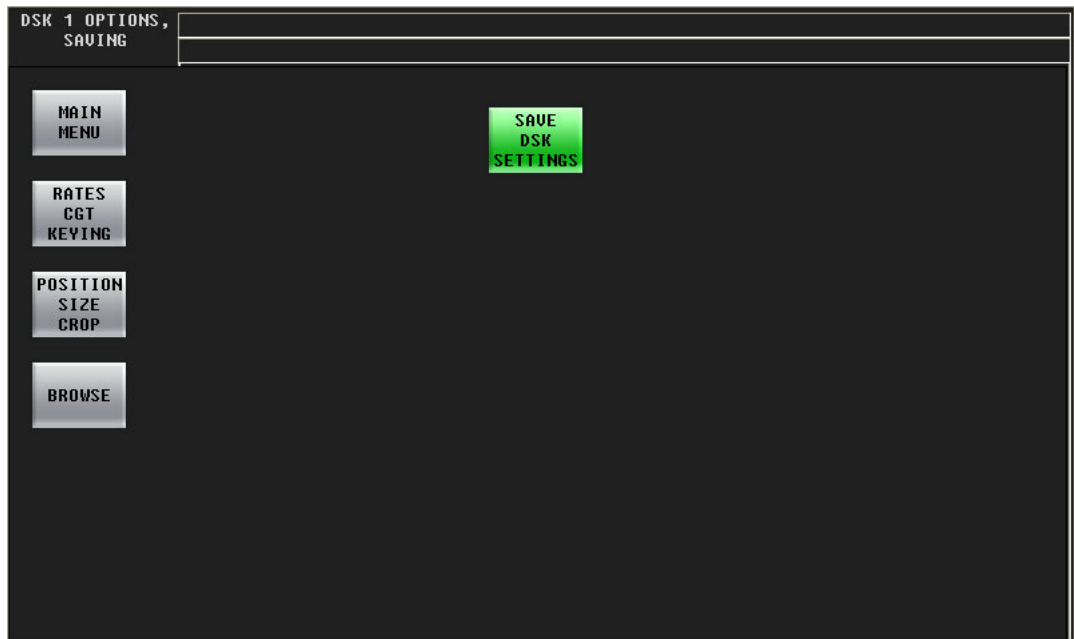 DSK 1 OPTIONS,
SAVING
MAIN
MENU
SAVE
DSK
SETTINGS
RATES
CGT
KEYING
POSITION
SIZE
CROP
BROWSE